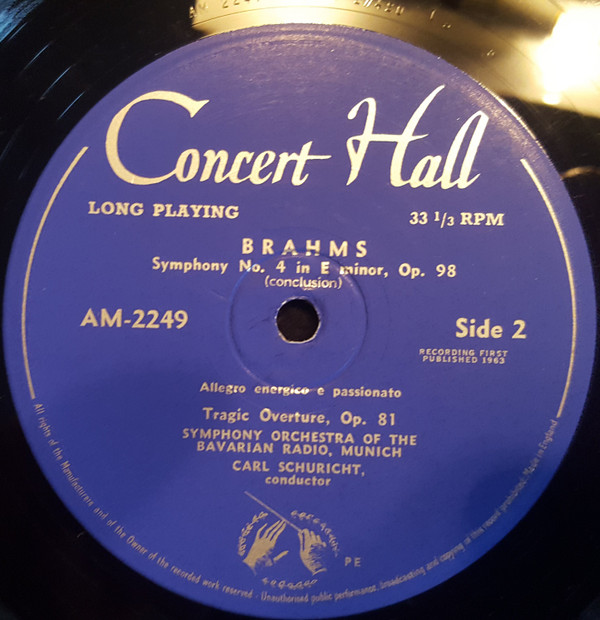 Concert Hall
LONG PLAYING
33 1/3 RPM
BRAHMS
Symphony No. 4 in E minor, Op. 98
(conclusion)
AM-2249
Side 2
RECORDING FIRST
PUBLISHED 1963
Allegro energico e passionato
Tragic Overture, Op. 81
SYMPHONY ORCHESTRA OF THE
BAVARIAN RADIO, MUNICH
CARL SCHURICHT,
conductor
PE
All rights of the Manufacturers and of the Owner of the recorded work reserved - Unauthorised public performance, broadcasting and copying of this record prohibited. Made in England